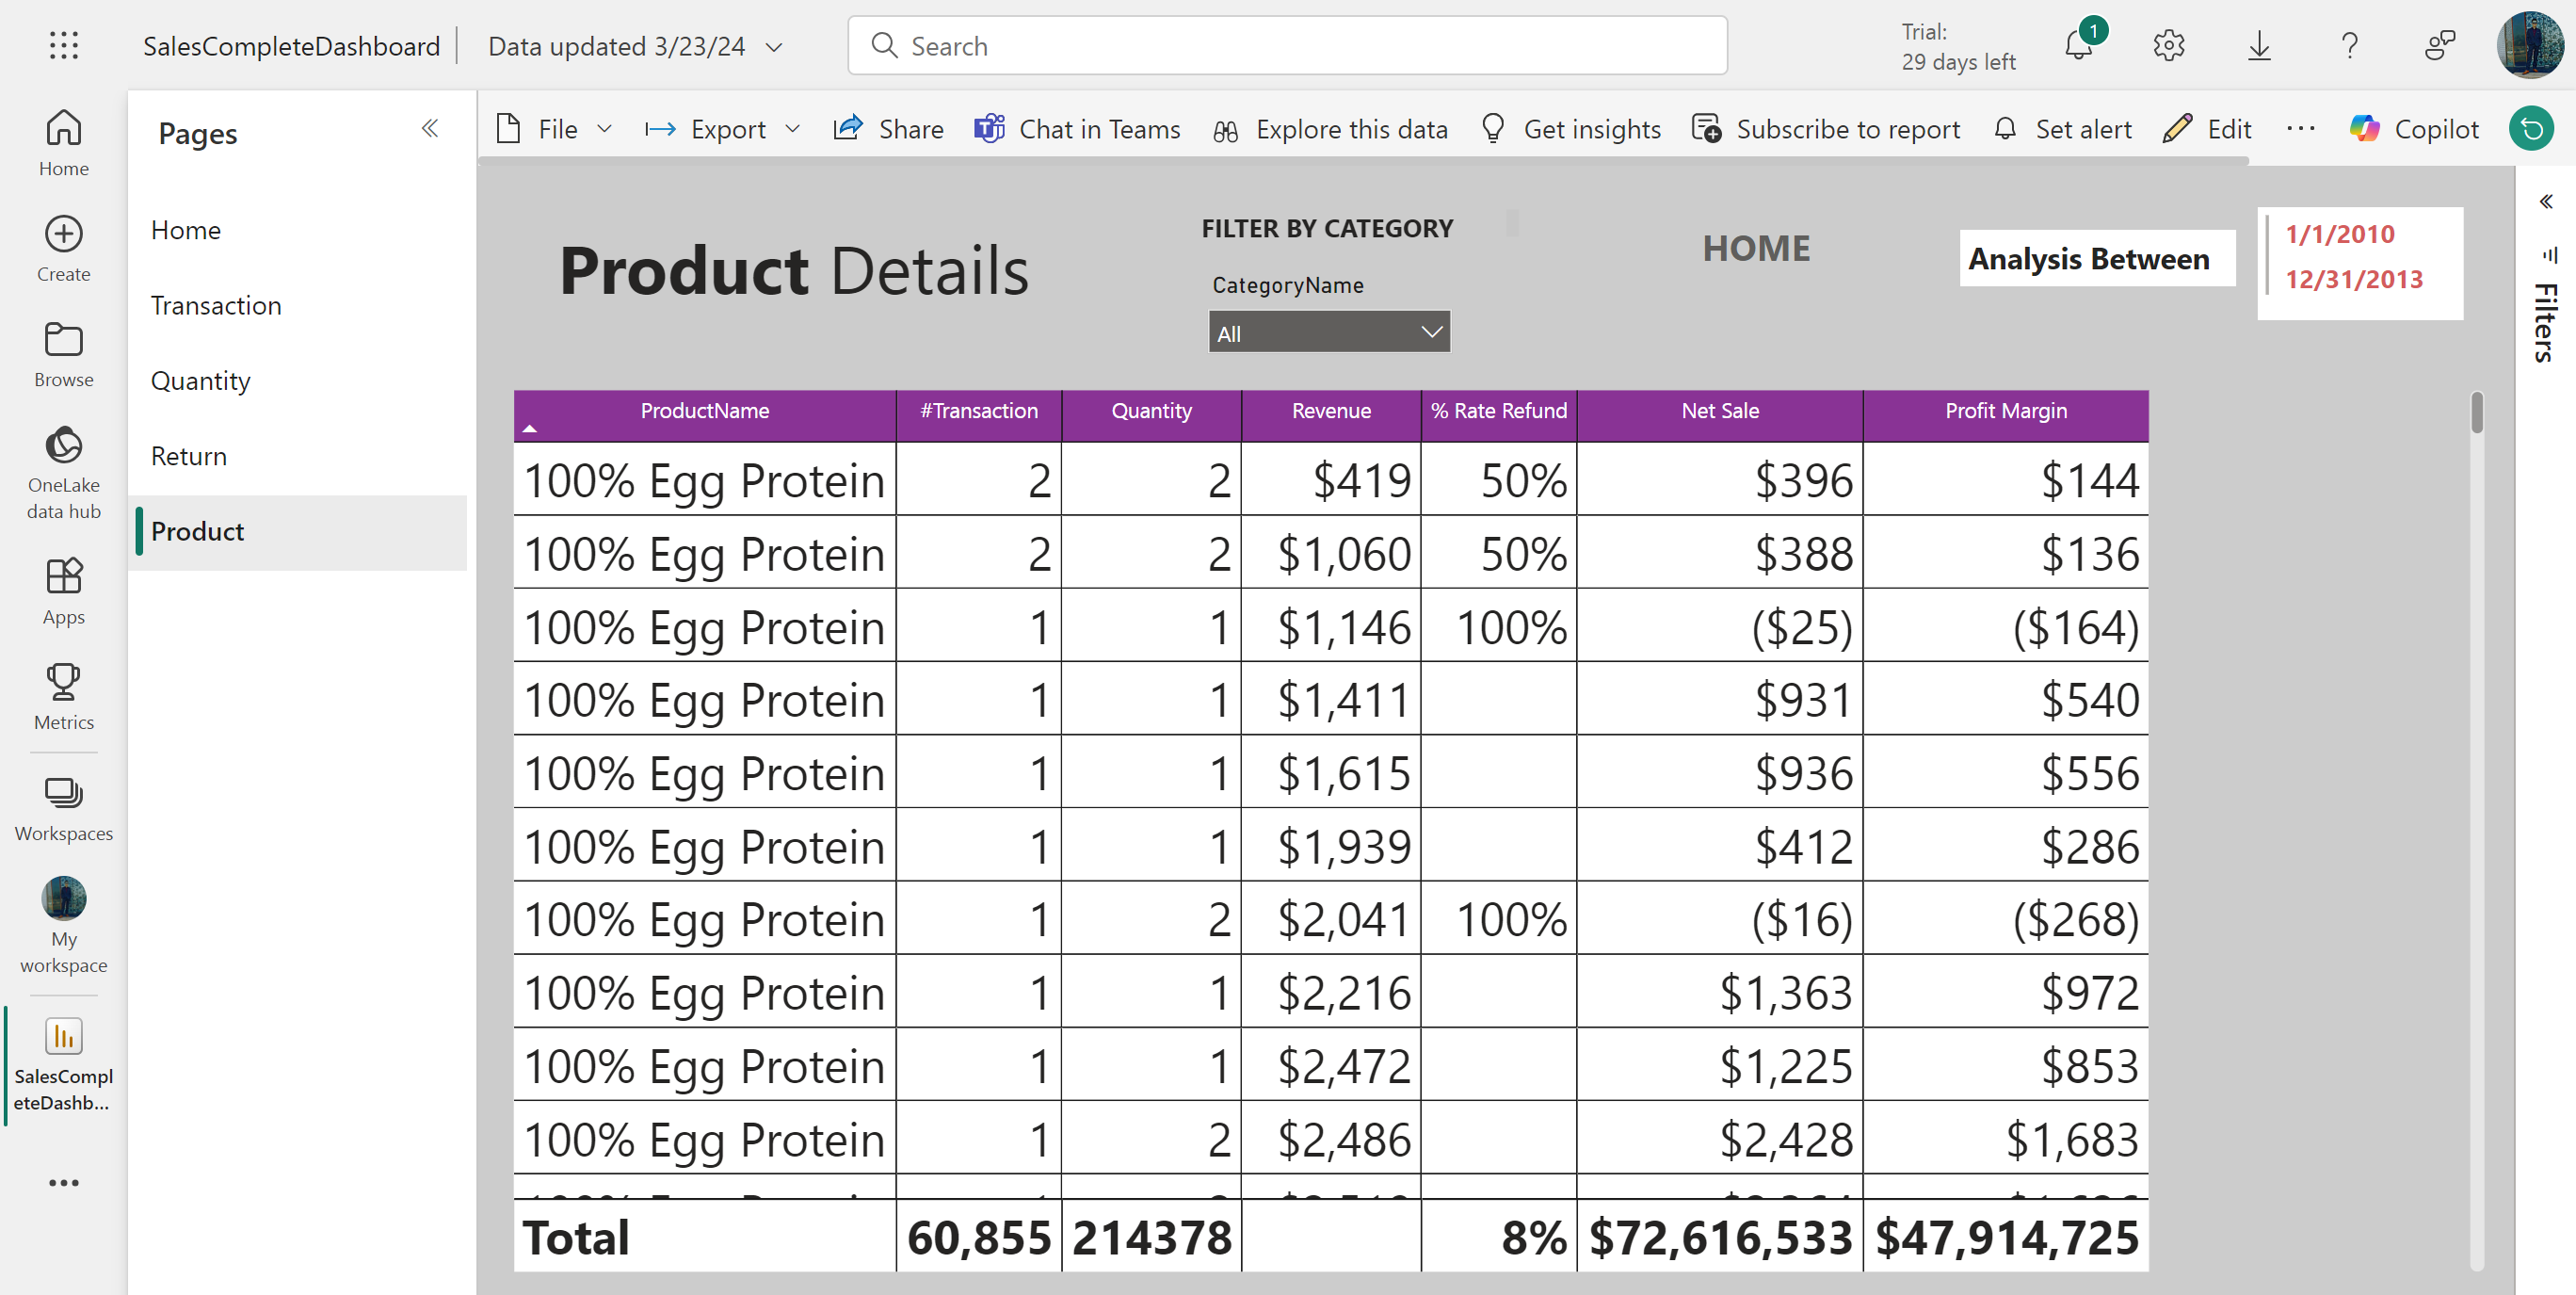 SalesCompleteDashboard
Data updated 3/23/24
Search
Trial:
29 days left
1
Home
Create
Browse
OneLake
data hub
Apps
Metrics
Workspaces
My
workspace
SalesCompl
eteDashb...
Pages
Home
Transaction
Quantity
Return
Product
File
Export
Share
Chat in Teams
Explore this data
Get insights
Subscribe to report
Set alert
Edit
Copilot
Product Details
FILTER BY CATEGORY
CategoryName
All
HOME
Analysis Between
1/1/2010
12/31/2013
Filters
ProductName #Transaction Quantity Revenue % Rate Refund Net Sale Profit Margin
100% Egg Protein 2 2 $419 50% $396 $144
100% Egg Protein 2 2 $1,060 50% $388 $136
100% Egg Protein 1 1 $1,146 100% ($25) ($164)
100% Egg Protein 1 1 $1,411 $931 $540
100% Egg Protein 1 1 $1,615 $936 $556
100% Egg Protein 1 1 $1,939 $412 $286
100% Egg Protein 1 2 $2,041 100% ($16) ($268)
100% Egg Protein 1 1 $2,216 $1,363 $972
100% Egg Protein 1 1 $2,472 $1,225 $853
100% Egg Protein 1 2 $2,486 $2,428 $1,683
Total 60,855 214378 8% $72,616,533 $47,914,725